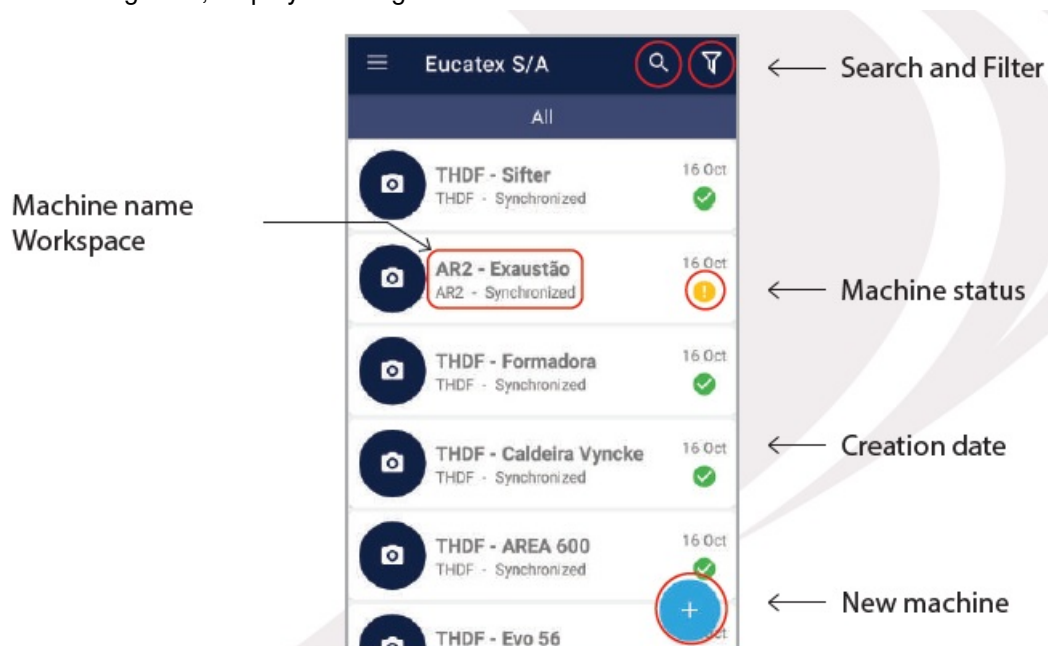 Eucatex S/A
Search and Filter
All
THDF - Sifter
16 Oct
THDF - Synchronized
Machine name
Workspace
AR2 - Exaustão
16 Oct
AR2 - Synchronized
Machine status
THDF - Formadora
16 Oct
THDF - Synchronized
THDF - Caldeira Vyncke
16 Oct
Creation date
THDF - Synchronized
THDF - AREA 600
16 Oct
THDF - Synchronized
+
New machine
THDF - Evo 56